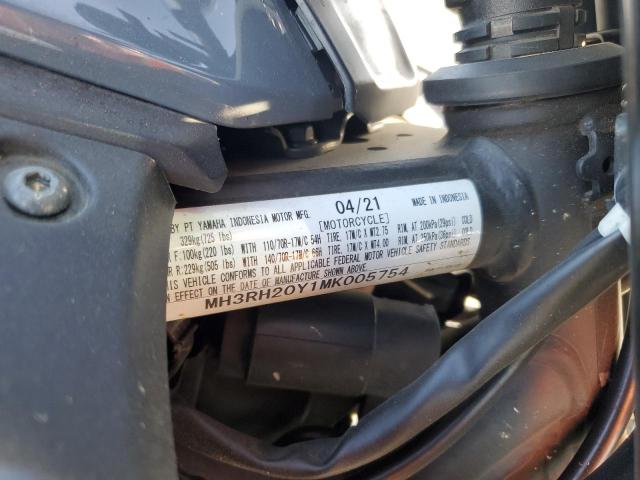 BY PT YAMAHA INDONESIA MOTOR MFG. 04/21 MADE IN INDONESIA
329kg(725 lbs) [MOTORCYCLE]
F:100kg(220 lbs) WITH 110/70R-17M/C 54H TIRE, 17M/C X MT2.75 RIM, AT 200kPa(29psi) COLD
R:229kg(505 lbs) WITH 140/70R-17M/C 66H TIRE, 17M/C X MT4.00 RIM, AT 250kPa(36psi) COLD
VEHICLE CONFORMS TO ALL APPLICABLE FEDERAL MOTOR VEHICLE SAFETY STANDARDS
IN EFFECT ON THE DATE OF MANUFACTURE SHOWN ABOVE
MH3RH20Y1MK005754